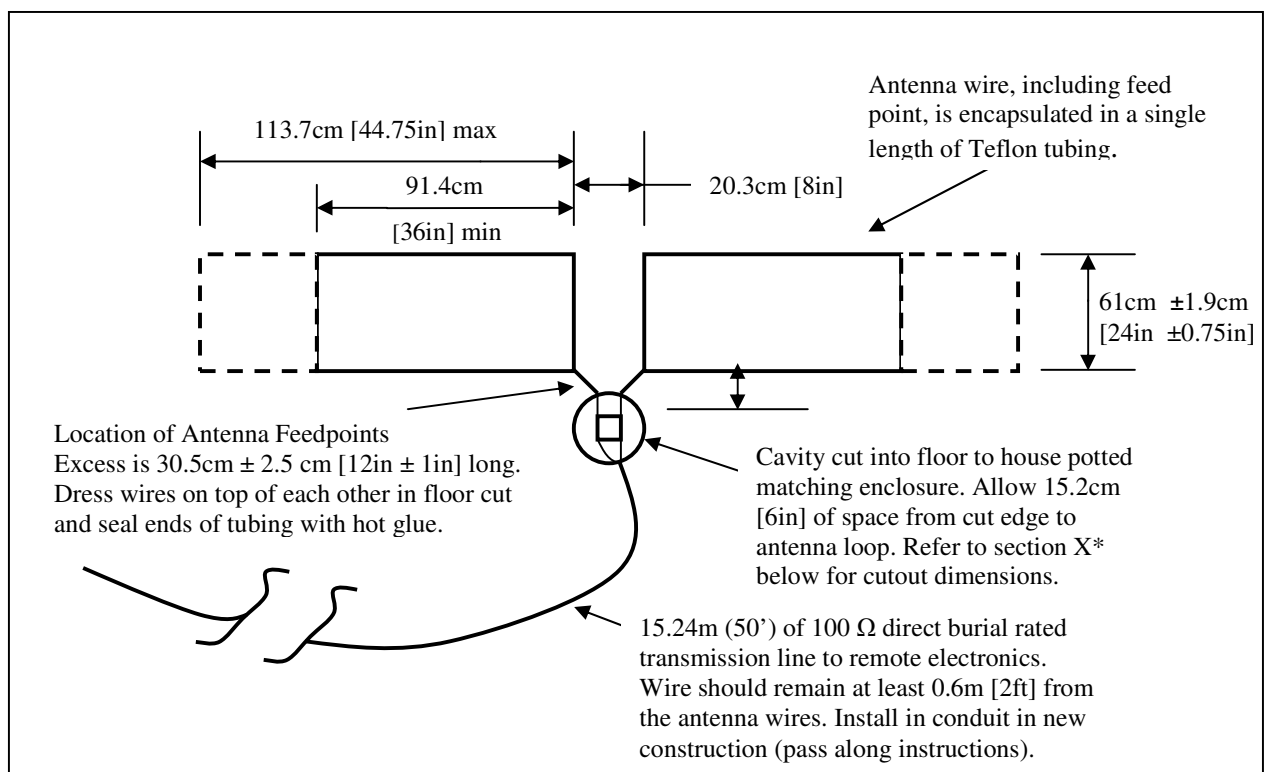 Antenna wire, including feed
point, is encapsulated in a single
length of Teflon tubing.
113.7cm [44.75in] max
91.4cm
[36in] min
20.3cm [8in]
61cm ±1.9cm
[24in ±0.75in]
Location of Antenna Feedpoints
Excess is 30.5cm ± 2.5 cm [12in ± 1in] long.
Dress wires on top of each other in floor cut
and seal ends of tubing with hot glue.
Cavity cut into floor to house potted
matching enclosure. Allow 15.2cm
[6in] of space from cut edge to
antenna loop. Refer to section X*
below for cutout dimensions.
15.24m (50’) of 100 Ω direct burial rated
transmission line to remote electronics.
Wire should remain at least 0.6m [2ft] from
the antenna wires. Install in conduit in new
construction (pass along instructions).